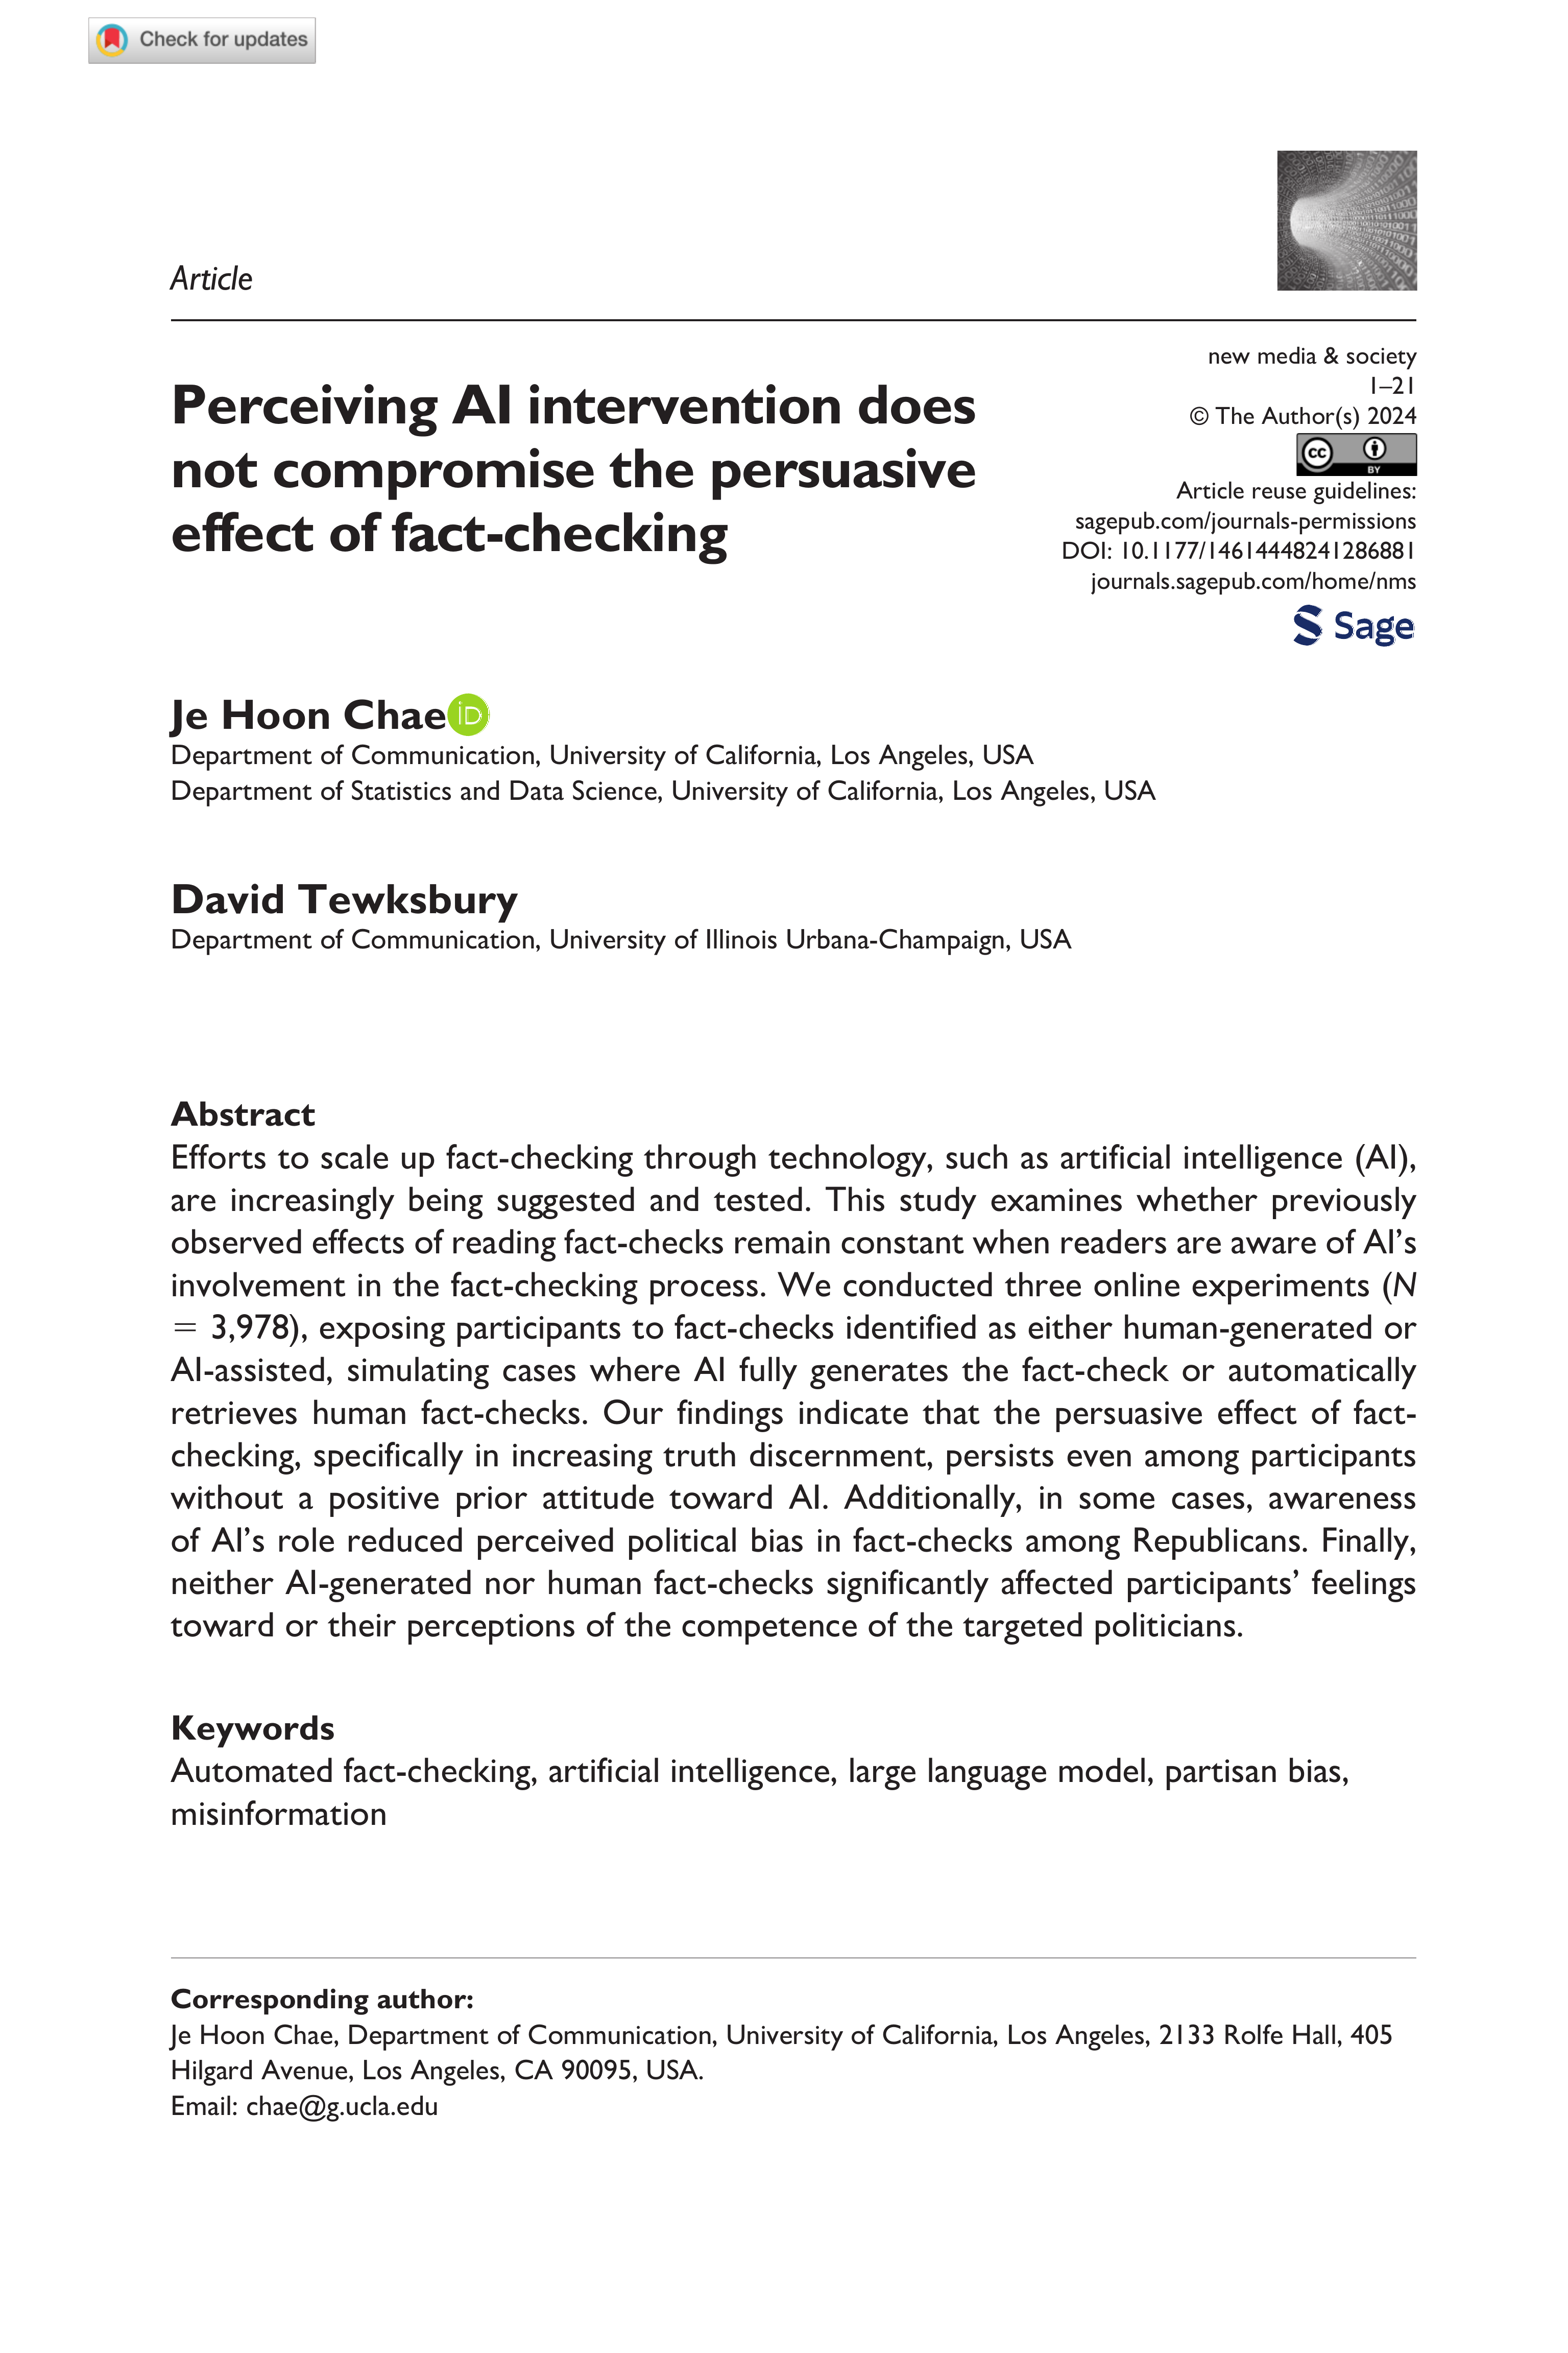 Check for updates
Article
new media & society
1–21
© The Author(s) 2024
cc
BY
Article reuse guidelines:
sagepub.com/journals-permissions
DOI: 10.1177/14614448241286881
journals.sagepub.com/home/nms
Sage
Perceiving AI intervention does
not compromise the persuasive
effect of fact-checking
Je Hoon Chae iD
Department of Communication, University of California, Los Angeles, USA
Department of Statistics and Data Science, University of California, Los Angeles, USA
David Tewksbury
Department of Communication, University of Illinois Urbana-Champaign, USA
Abstract
Efforts to scale up fact-checking through technology, such as artificial intelligence (AI),
are increasingly being suggested and tested. This study examines whether previously
observed effects of reading fact-checks remain constant when readers are aware of AI's
involvement in the fact-checking process. We conducted three online experiments (N
= 3,978), exposing participants to fact-checks identified as either human-generated or
AI-assisted, simulating cases where AI fully generates the fact-check or automatically
retrieves human fact-checks. Our findings indicate that the persuasive effect of fact-
checking, specifically in increasing truth discernment, persists even among participants
without a positive prior attitude toward AI. Additionally, in some cases, awareness
of AI's role reduced perceived political bias in fact-checks among Republicans. Finally,
neither AI-generated nor human fact-checks significantly affected participants' feelings
toward or their perceptions of the competence of the targeted politicians.
Keywords
Automated fact-checking, artificial intelligence, large language model, partisan bias,
misinformation
Corresponding author:
Je Hoon Chae, Department of Communication, University of California, Los Angeles, 2133 Rolfe Hall, 405
Hilgard Avenue, Los Angeles, CA 90095, USA.
Email: chae@g.ucla.edu